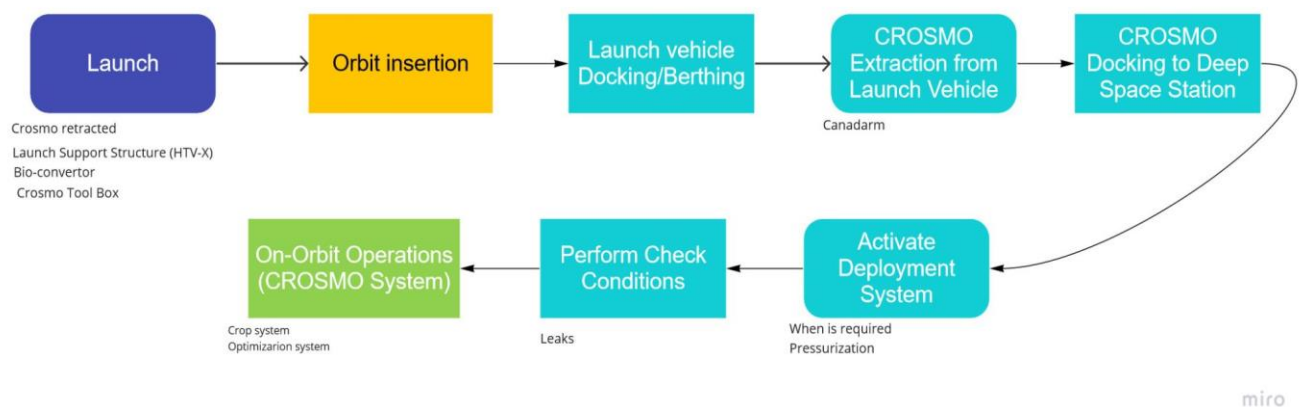 Launch
Crosmo retracted
Launch Support Structure (HTV-X)
Bio-convertor
Crosmo Tool Box
Orbit insertion
Launch vehicle
Docking/Berthing
CROSMO
Extraction from
Launch Vehicle
Canadarm
CROSMO
Docking to Deep
Space Station
Activate
Deployment
System
When is required
Pressurization
Perform Check
Conditions
Leaks
On-Orbit Operations
(CROSMO System)
Crop system
Optimizarion system
miro